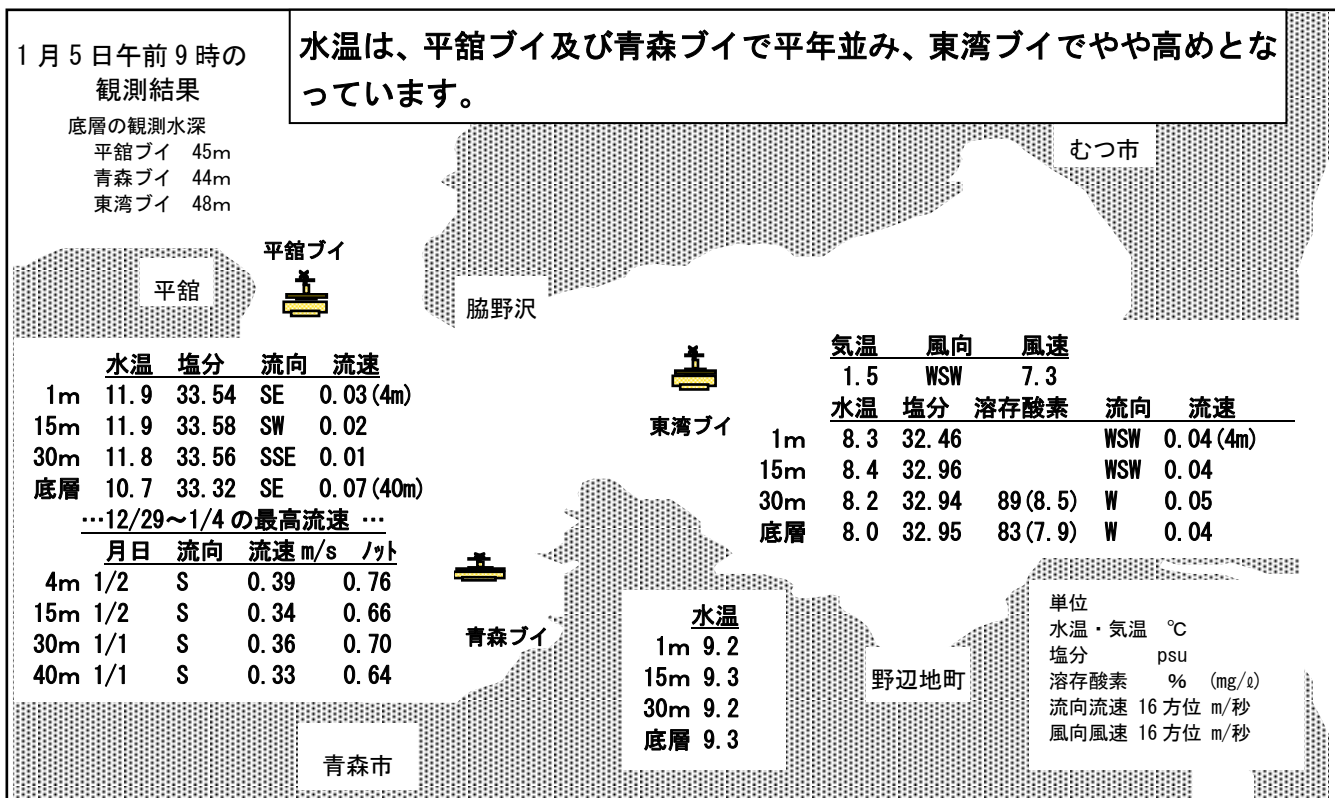 1月5日午前9時の
観測結果
底層の観測水深
平舘ブイ 45m
青森ブイ 44m
東湾ブイ 48m
水温は、平舘ブイ及び青森ブイで平年並み、東湾ブイでやや高めとな
っています。
むつ市
平舘ブイ
平舘
脇野沢
水温 塩分 流向 流速
1m 11.9 33.54 SE 0.03(4m)
15m 11.9 33.58 SW 0.02
30m 11.8 33.56 SSE 0.01
底層 10.7 33.32 SE 0.07(40m)
…12/29～1/4の最高流速 …
月日 流向 流速m/s ノット
4m 1/2 S 0.39 0.76
15m 1/2 S 0.34 0.66
30m 1/1 S 0.36 0.70
40m 1/1 S 0.33 0.64
東湾ブイ
気温 風向 風速
1.5 WSW 7.3
水温 塩分 溶存酸素 流向 流速
1m 8.3 32.46 WSW 0.04(4m)
15m 8.4 32.96 WSW 0.04
30m 8.2 32.94 89(8.5) W 0.05
底層 8.0 32.95 83(7.9) W 0.04
青森ブイ
水温
1m 9.2
15m 9.3
30m 9.2
底層 9.3
野辺地町
青森市
単位
水温・気温 ℃
塩分 psu
溶存酸素 % (mg/ℓ)
流向流速 16方位 m/秒
風向風速 16方位 m/秒